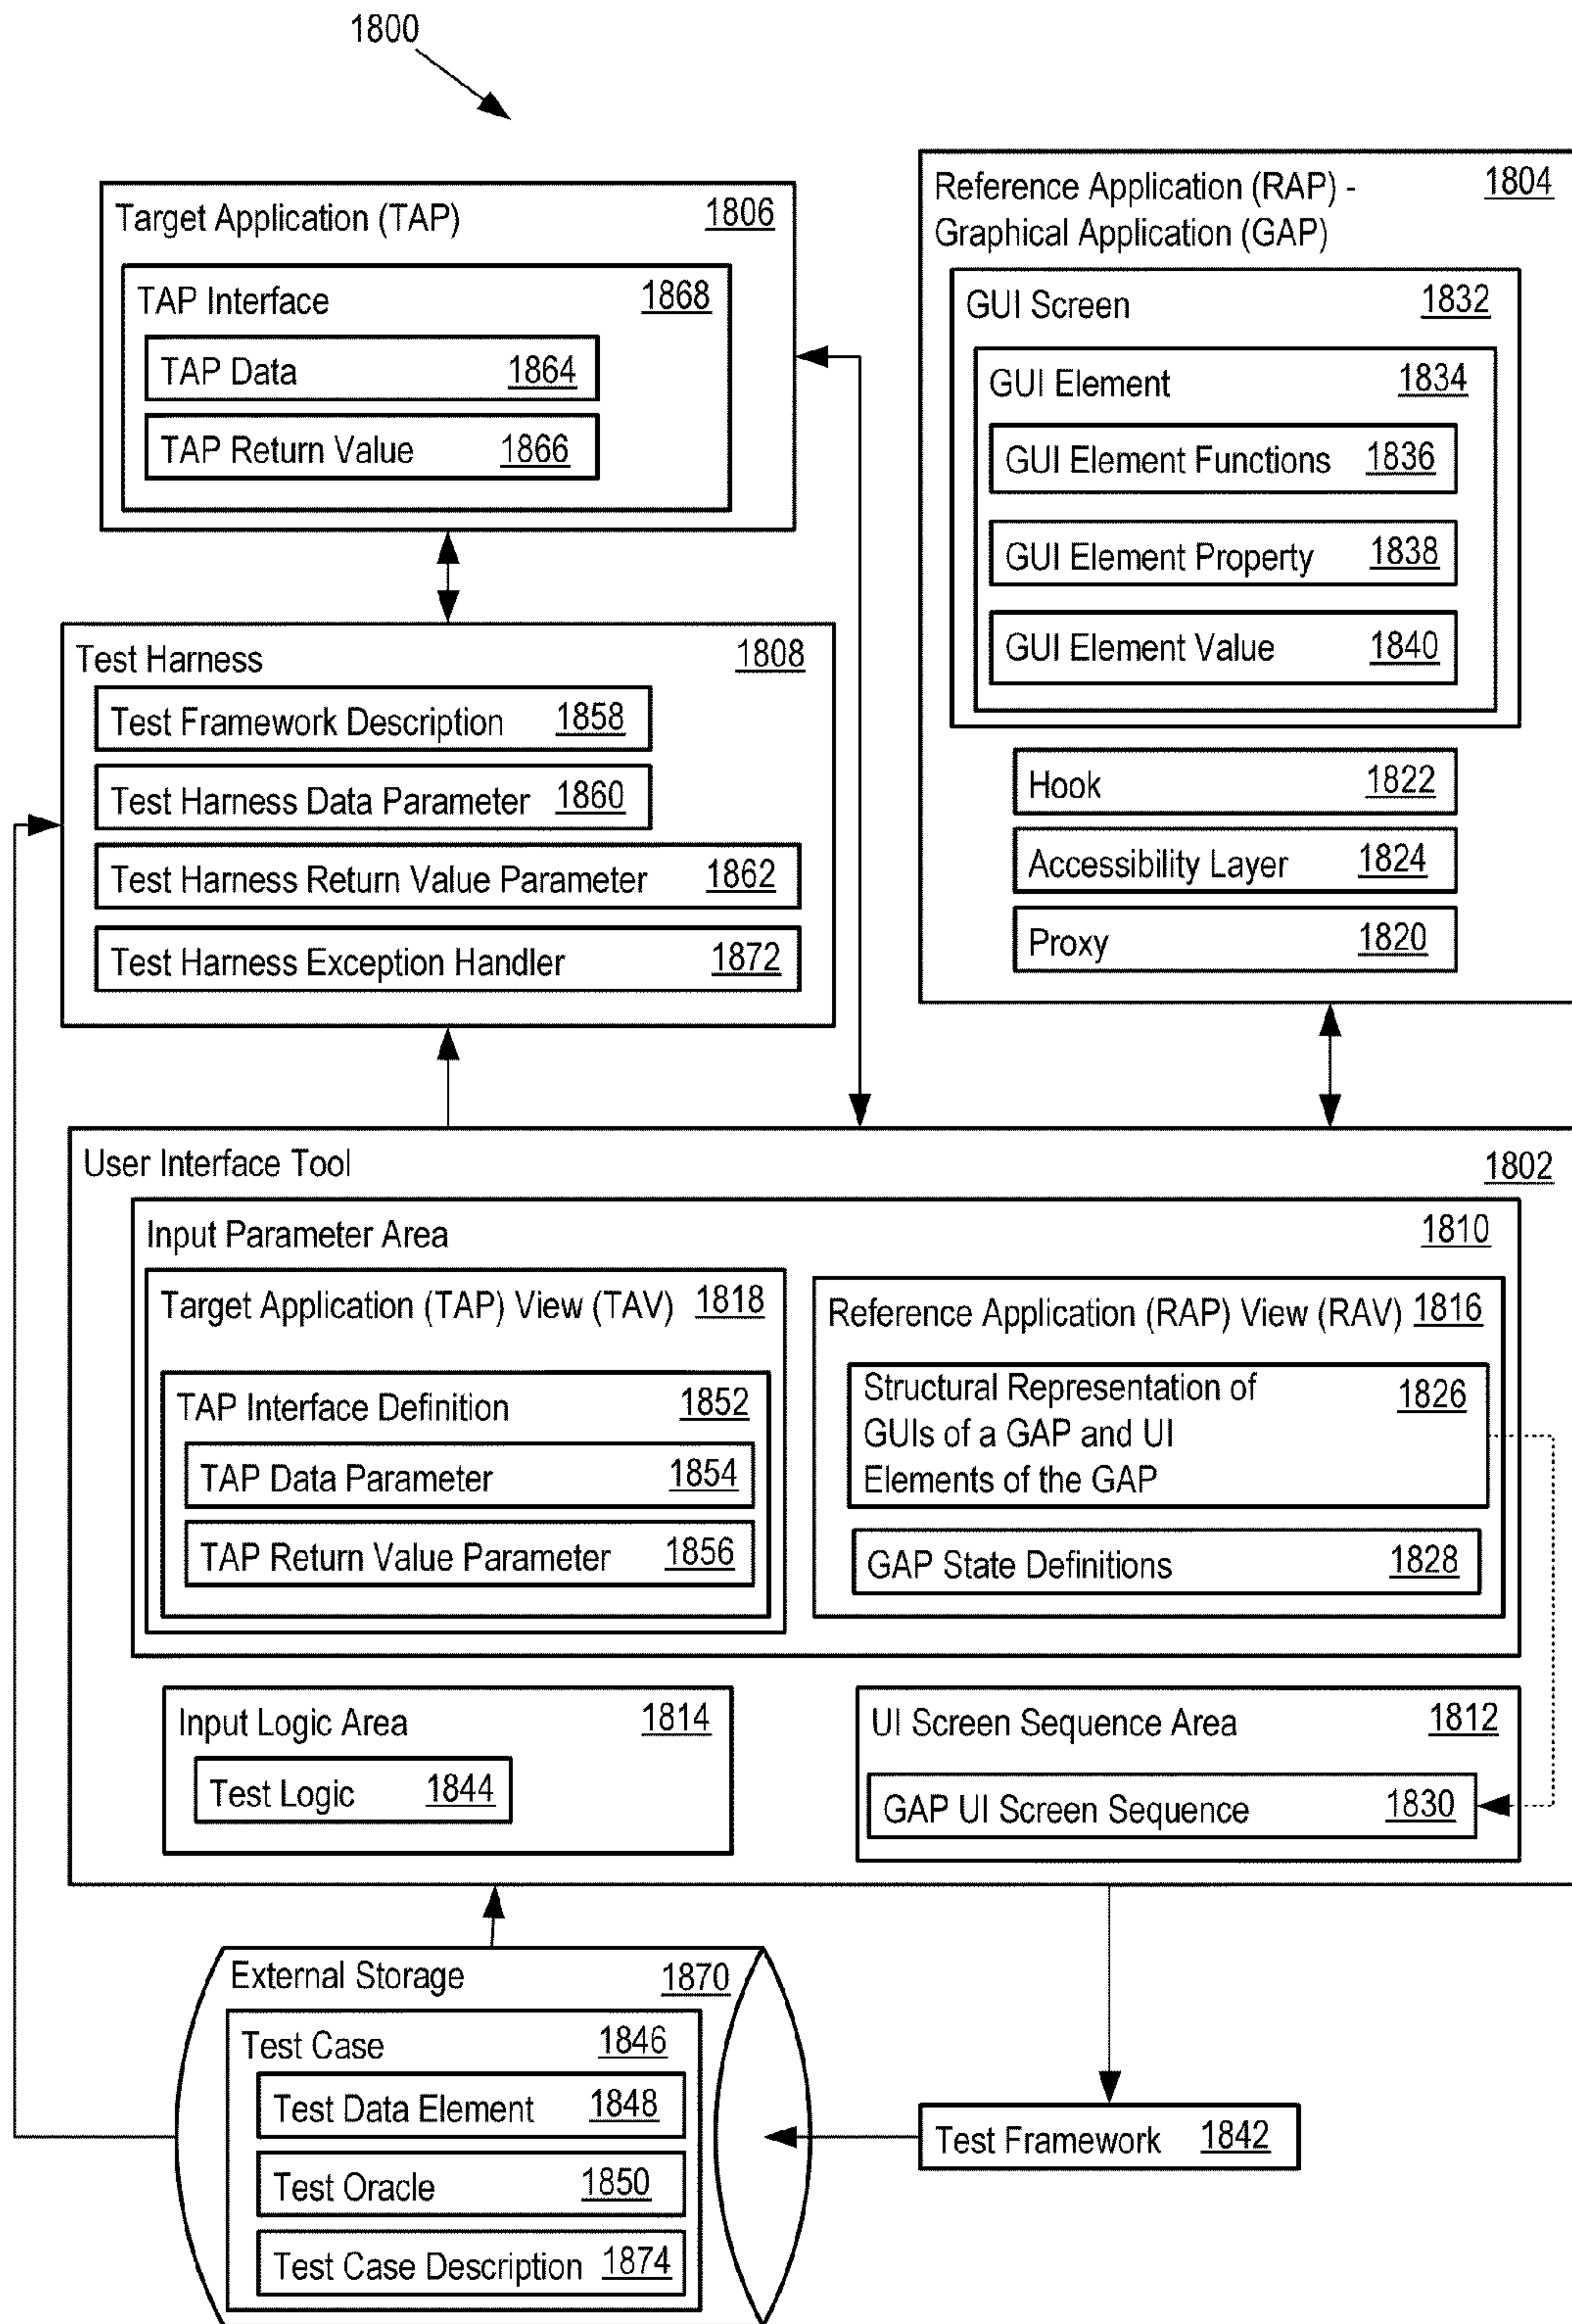 1800
Target Application (TAP) 1806
TAP Interface 1868
TAP Data 1864
TAP Return Value 1866
Reference Application (RAP) - 1804
Graphical Application (GAP)
GUI Screen 1832
GUI Element 1834
GUI Element Functions 1836
GUI Element Property 1838
GUI Element Value 1840
Hook 1822
Accessibility Layer 1824
Proxy 1820
Test Harness 1808
Test Framework Description 1858
Test Harness Data Parameter 1860
Test Harness Return Value Parameter 1862
Test Harness Exception Handler 1872
User Interface Tool 1802
Input Parameter Area 1810
Target Application (TAP) View (TAV) 1818
TAP Interface Definition 1852
TAP Data Parameter 1854
TAP Return Value Parameter 1856
Reference Application (RAP) View (RAV) 1816
Structural Representation of 1826
GUIs of a GAP and UI
Elements of the GAP
GAP State Definitions 1828
Input Logic Area 1814
Test Logic 1844
UI Screen Sequence Area 1812
GAP UI Screen Sequence 1830
External Storage 1870
Test Case 1846
Test Data Element 1848
Test Oracle 1850
Test Case Description 1874
Test Framework 1842